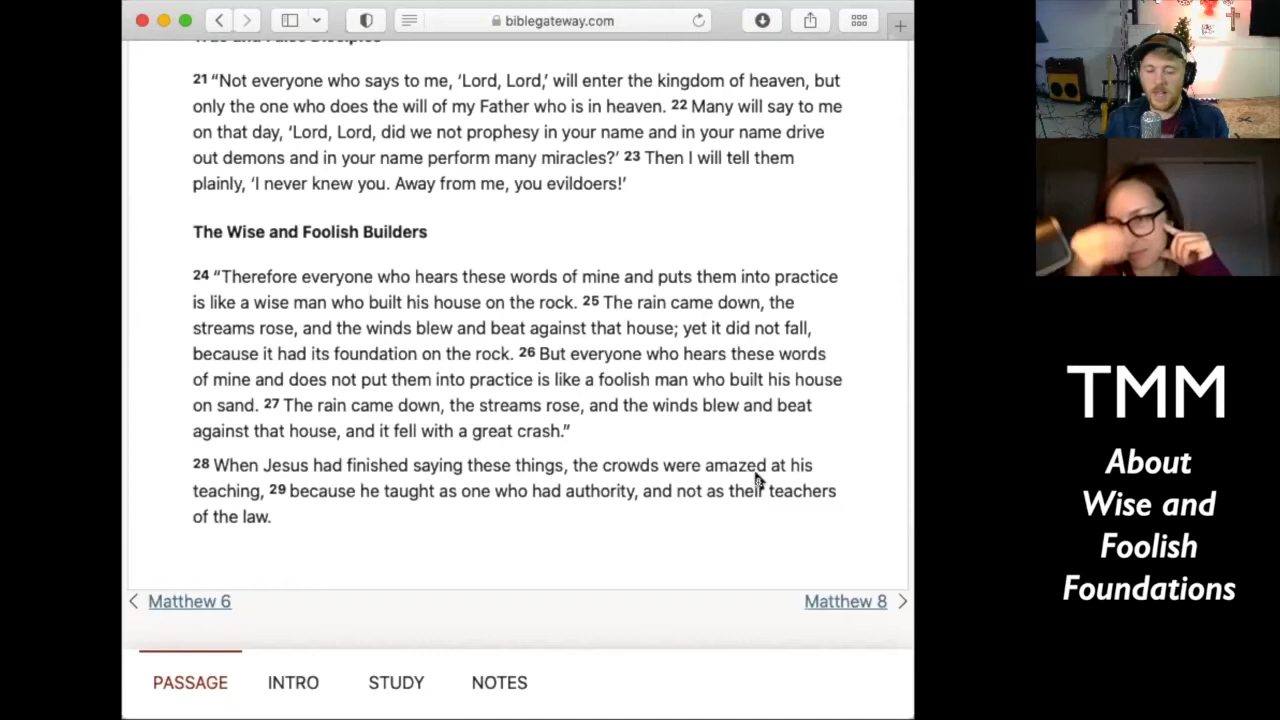 biblegateway.com
True and False Disciples
21 “Not everyone who says to me, ‘Lord, Lord,’ will enter the kingdom of heaven, but
only the one who does the will of my Father who is in heaven. 22 Many will say to me
on that day, ‘Lord, Lord, did we not prophesy in your name and in your name drive
out demons and in your name perform many miracles?’ 23 Then I will tell them
plainly, ‘I never knew you. Away from me, you evildoers!’
The Wise and Foolish Builders
24 “Therefore everyone who hears these words of mine and puts them into practice
is like a wise man who built his house on the rock. 25 The rain came down, the
streams rose, and the winds blew and beat against that house; yet it did not fall,
because it had its foundation on the rock. 26 But everyone who hears these words
of mine and does not put them into practice is like a foolish man who built his house
on sand. 27 The rain came down, the streams rose, and the winds blew and beat
against that house, and it fell with a great crash.”
28 When Jesus had finished saying these things, the crowds were amazed at his
teaching, 29 because he taught as one who had authority, and not as their teachers
of the law.
Matthew 6
Matthew 8
PASSAGE INTRO STUDY NOTES
TMM
About
Wise and
Foolish
Foundations